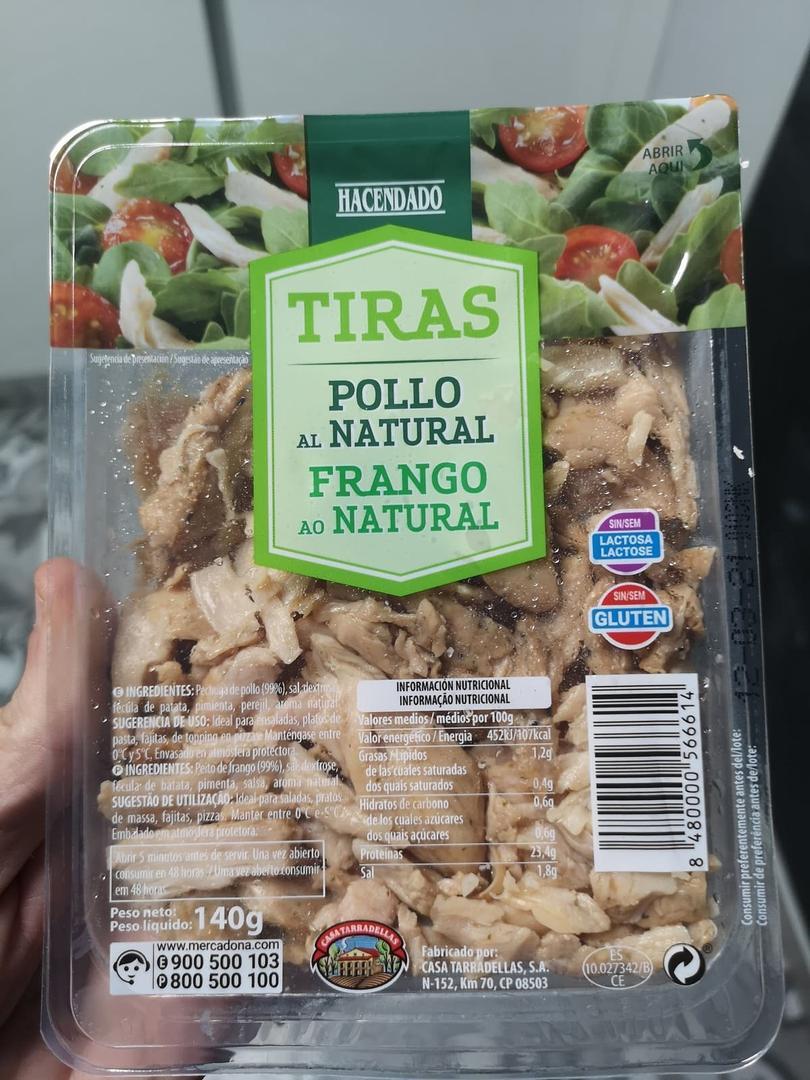 ABRIR
AQUI
HACENDADO
TIRAS
Sugerencia de presentación / Sugestão de apresentação
POLLO
AL NATURAL
FRANGO
AO NATURAL
SIN/SEM
LACTOSA
LACTOSE
SIN/SEM
GLUTEN
E INGREDIENTES: Pechuga de pollo (99%), sal, dextrosa,
fécula de patata, pimienta, perejil, aroma natural.
SUGERENCIA DE USO: Ideal para ensaladas, platos de
pasta, fajitas, de topping en pizzas. Manténgase entre
0°C y 5°C. Envasado en atmósfera protectora.
P INGREDIENTES: Peito de frango (99%), sal, dextrose,
fécula de batata, pimenta, salsa, aroma natural.
SUGESTÃO DE UTILIZAÇÃO: Ideal para saladas, pratos
de massa, fajitas, pizzas. Manter entre 0°C e 5°C.
Embalado em atmosfera protetora.
Abrir 5 minutos antes de servir. Una vez abierto
consumir en 48 horas / Uma vez aberto consumir
em 48 horas
Peso neto:
Peso líquido: 140g
www.mercadona.com
E 900 500 103
P 800 500 100
INFORMACIÓN NUTRICIONAL
INFORMAÇÃO NUTRICIONAL
Valores medios / médios por 100g
Valor energético / Energia 452kJ/107kcal
Grasas / Lípidos 1,2g
de las cuales saturadas
dos quais saturados 0,4g
Hidratos de carbono 0,6g
de los cuales azúcares
dos quais açúcares 0,6g
Proteínas 23,4g
Sal 1,8g
CASA TARRADELLAS
Fabricado por:
CASA TARRADELLAS, S.A.
N-152, Km 70, CP 08503
ES
10.027342/B
CE
8 480000 566614
12-03-21
Consumir preferentemente antes del/lote:
Consumir de preferência antes de/lote: